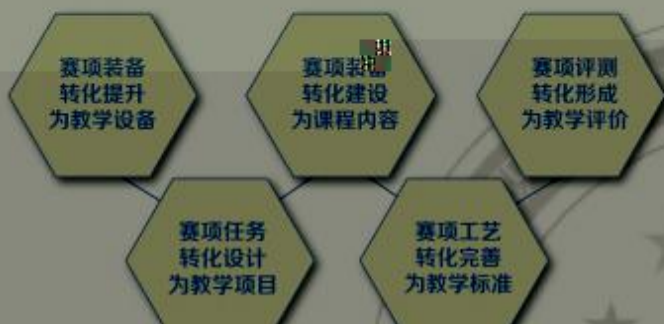 赛项装备
转化提升
为教学设备
赛项装备
转化建设
为课程内容
赛项评测
转化形成
为教学评价
赛项任务
转化设计
为教学项目
赛项工艺
转化完善
为教学标准